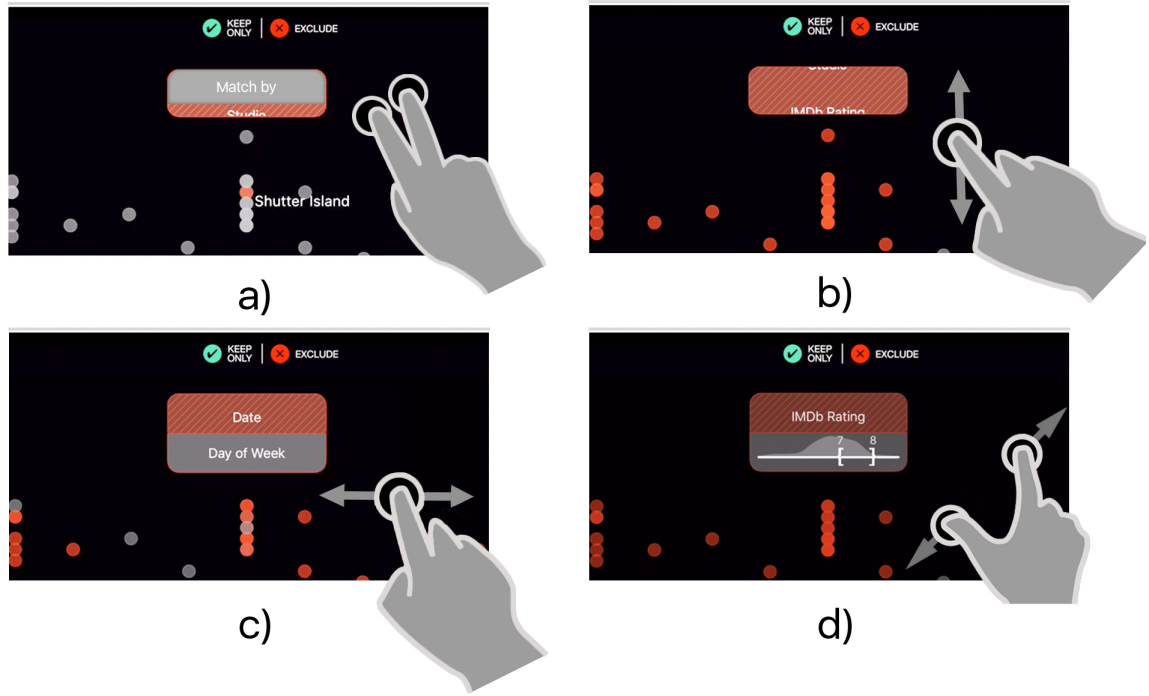 KEEP
ONLY
EXCLUDE
Match by
Studio
Shutter Island
a)
KEEP
ONLY
EXCLUDE
Studio
IMDb Rating
b)
KEEP
ONLY
EXCLUDE
Date
Day of Week
c)
KEEP
ONLY
EXCLUDE
IMDb Rating
7 8
d)